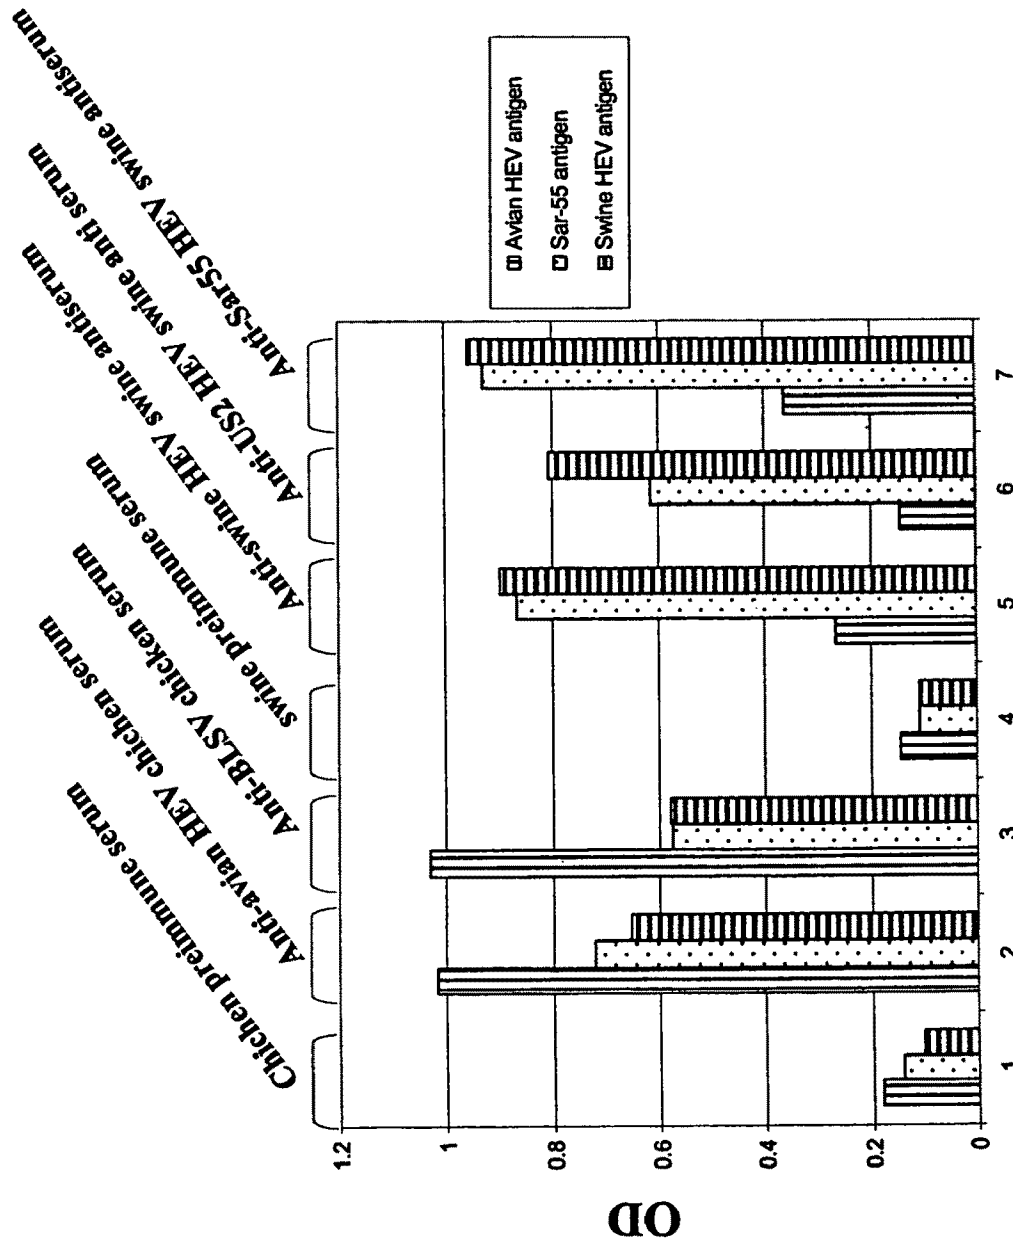 Chichen preimmune serum
Anti-avian HEV chichen serum
Anti-BLSV chicken serum
swine preimmune serum
Anti-swine HEV swine antiserum
Anti-US2 HEV swine anti serum
Anti-Sar55 HEV swine antiserum
OD
1.2
1
0.8
0.6
0.4
0.2
0
1 2 3 4 5 6 7
Avian HEV antigen
Sar-55 antigen
Swine HEV antigen